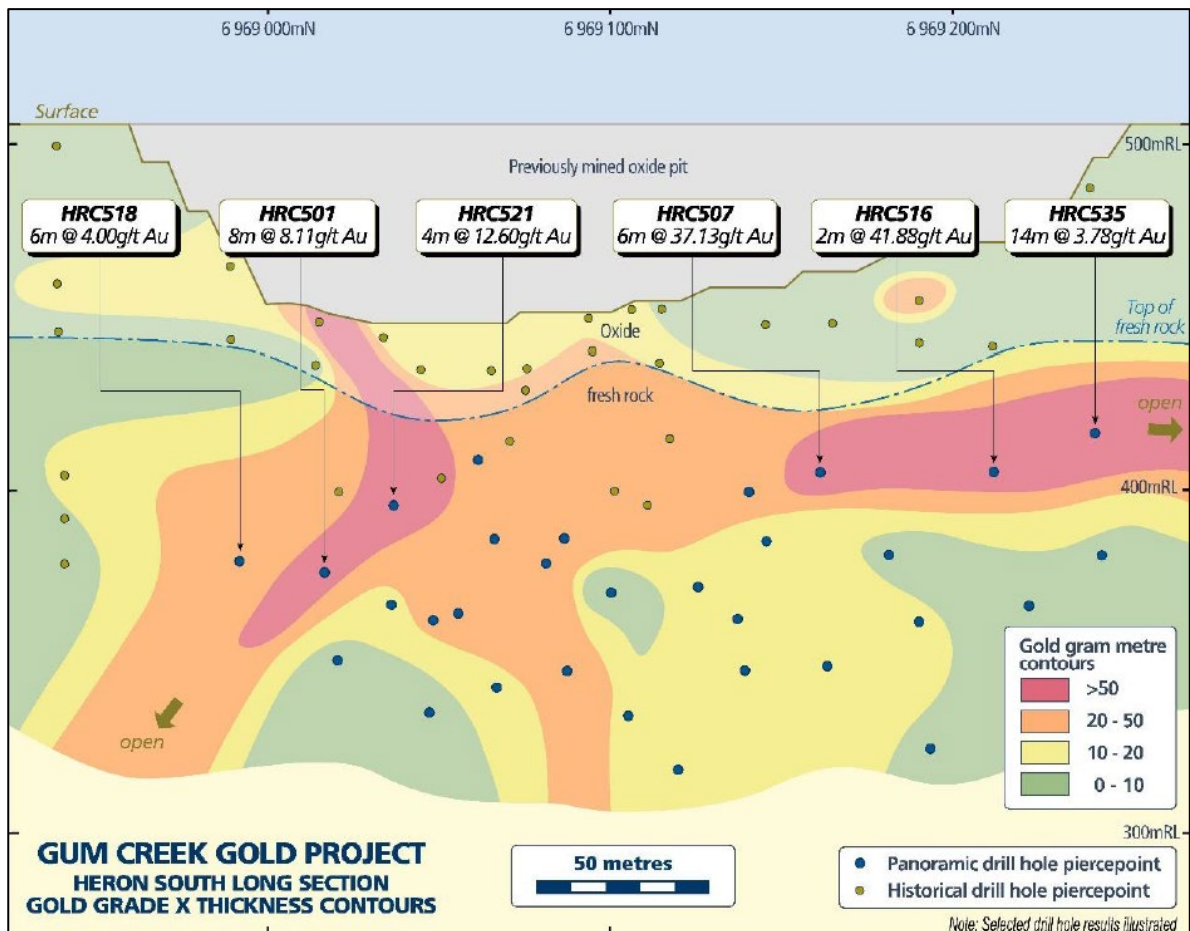 6 969 000mN
6 969 100mN
6 969 200mN
Surface
500mRL
Previously mined oxide pit
HRC518
6m @ 4.00g/t Au
HRC501
8m @ 8.11g/t Au
HRC521
4m @ 12.60g/t Au
HRC507
6m @ 37.13g/t Au
HRC516
2m @ 41.88g/t Au
HRC535
14m @ 3.78g/t Au
Oxide
Top of
fresh rock
fresh rock
open
400mRL
open
Gold gram metre
contours
>50
20 - 50
10 - 20
0 - 10
300mRL
GUM CREEK GOLD PROJECT
HERON SOUTH LONG SECTION
GOLD GRADE X THICKNESS CONTOURS
50 metres
Panoramic drill hole piercepoint
Historical drill hole piercepoint
Note: Selected drill hole results illustrated